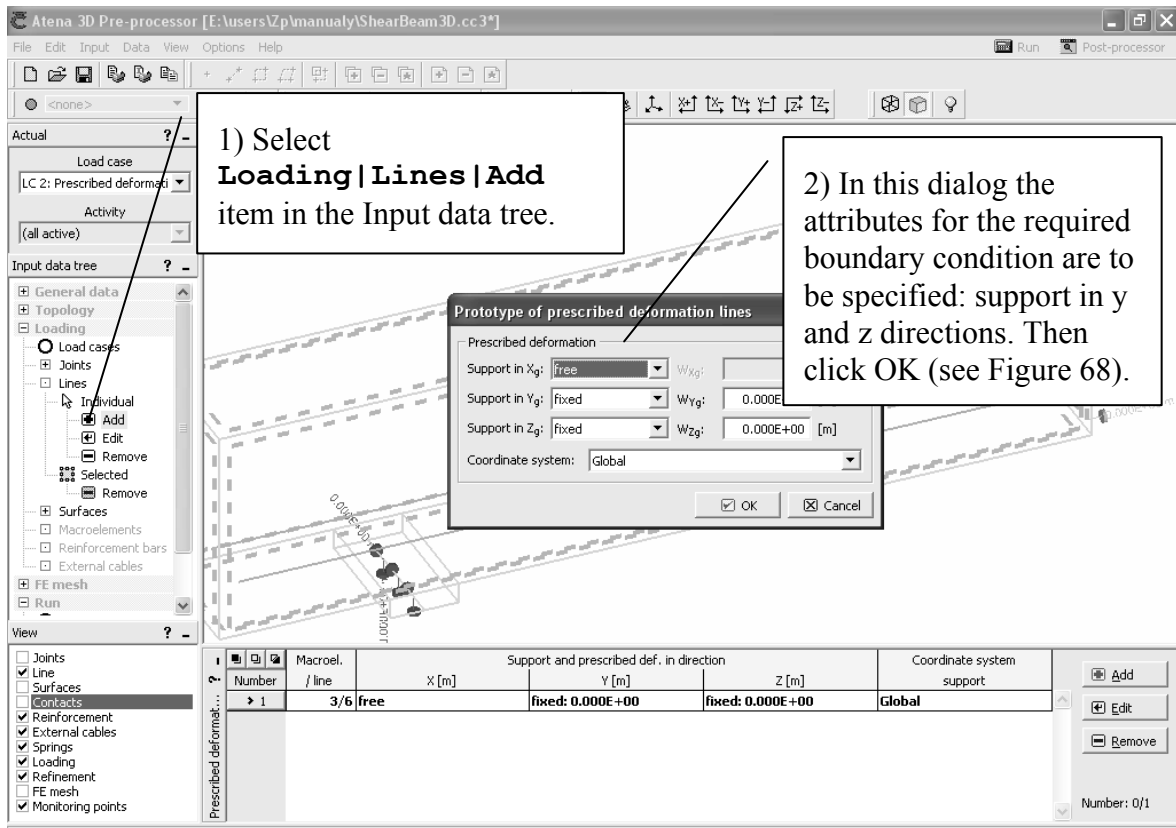 Atena 3D Pre-processor [E:\users\Zp\manualy\ShearBeam3D.cc3*]
File Edit Input Data View Options Help Run Post-processor
<none>
Actual ? -
Load case
LC 2: Prescribed deformati
Activity
(all active)
Input data tree ? -
General data
Topology
Loading
Load cases
Joints
Lines
Individual
Add
Edit
Remove
Selected
Remove
Surfaces
Macroelements
Reinforcement bars
External cables
FE mesh
Run
View ? -
Joints
Line
Surfaces
Contacts
Reinforcement
External cables
Springs
Loading
Refinement
FE mesh
Monitoring points
1) Select
Loading|Lines|Add
item in the Input data tree.
2) In this dialog the
attributes for the required
boundary condition are to
be specified: support in y
and z directions. Then
click OK (see Figure 68).
Prototype of prescribed deformation lines
Prescribed deformation
Support in Xg: free WXg:
Support in Yg: fixed WYg: 0.000E
Support in Zg: fixed WZg: 0.000E+00 [m]
Coordinate system: Global
OK Cancel
0.000E+00
Prescribed deformat...
Macroel. Support and prescribed def. in direction Coordinate system
Number / line X [m] Y [m] Z [m] support
1 3/6 free fixed: 0.000E+00 fixed: 0.000E+00 Global
Add
Edit
Remove
Number: 0/1